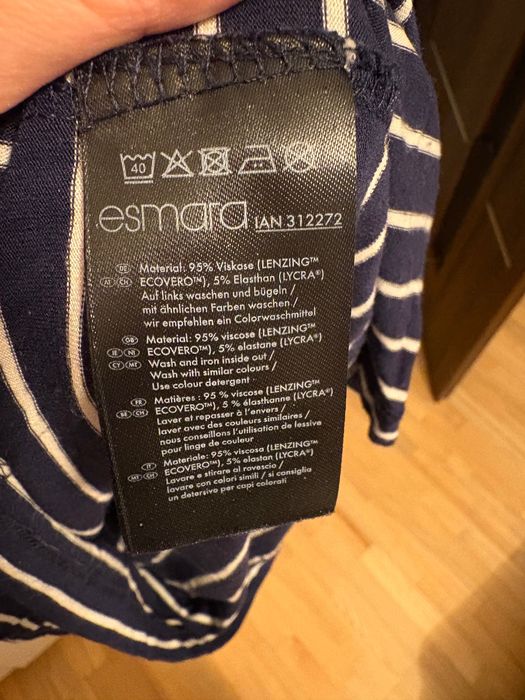 40
esmara IAN 312272
DE Material: 95% Viskose (LENZING™
AT CH ECOVERO™), 5% Elasthan (LYCRA®)
Auf links waschen und bügeln /
mit ähnlichen Farben waschen /
wir empfehlen ein Colorwaschmittel
GB Material: 95% viscose (LENZING™
IE NI ECOVERO™), 5% elastane (LYCRA®)
CY MT Wash and iron inside out /
Wash with similar colours /
Use colour detergent
FR Matières : 95 % viscose (LENZING™
BE CH ECOVERO™), 5 % élasthanne (LYCRA®)
Laver et repasser à l'envers /
laver avec des couleurs similaires /
nous conseillons l'utilisation de lessive
pour linge de couleur
IT Materiale: 95% viscosa (LENZING™
MT CH ECOVERO™), 5% elastan (LYCRA®)
Lavare e stirare al rovescio /
lavare con colori simili / si consiglia
un detersivo per capi colorati